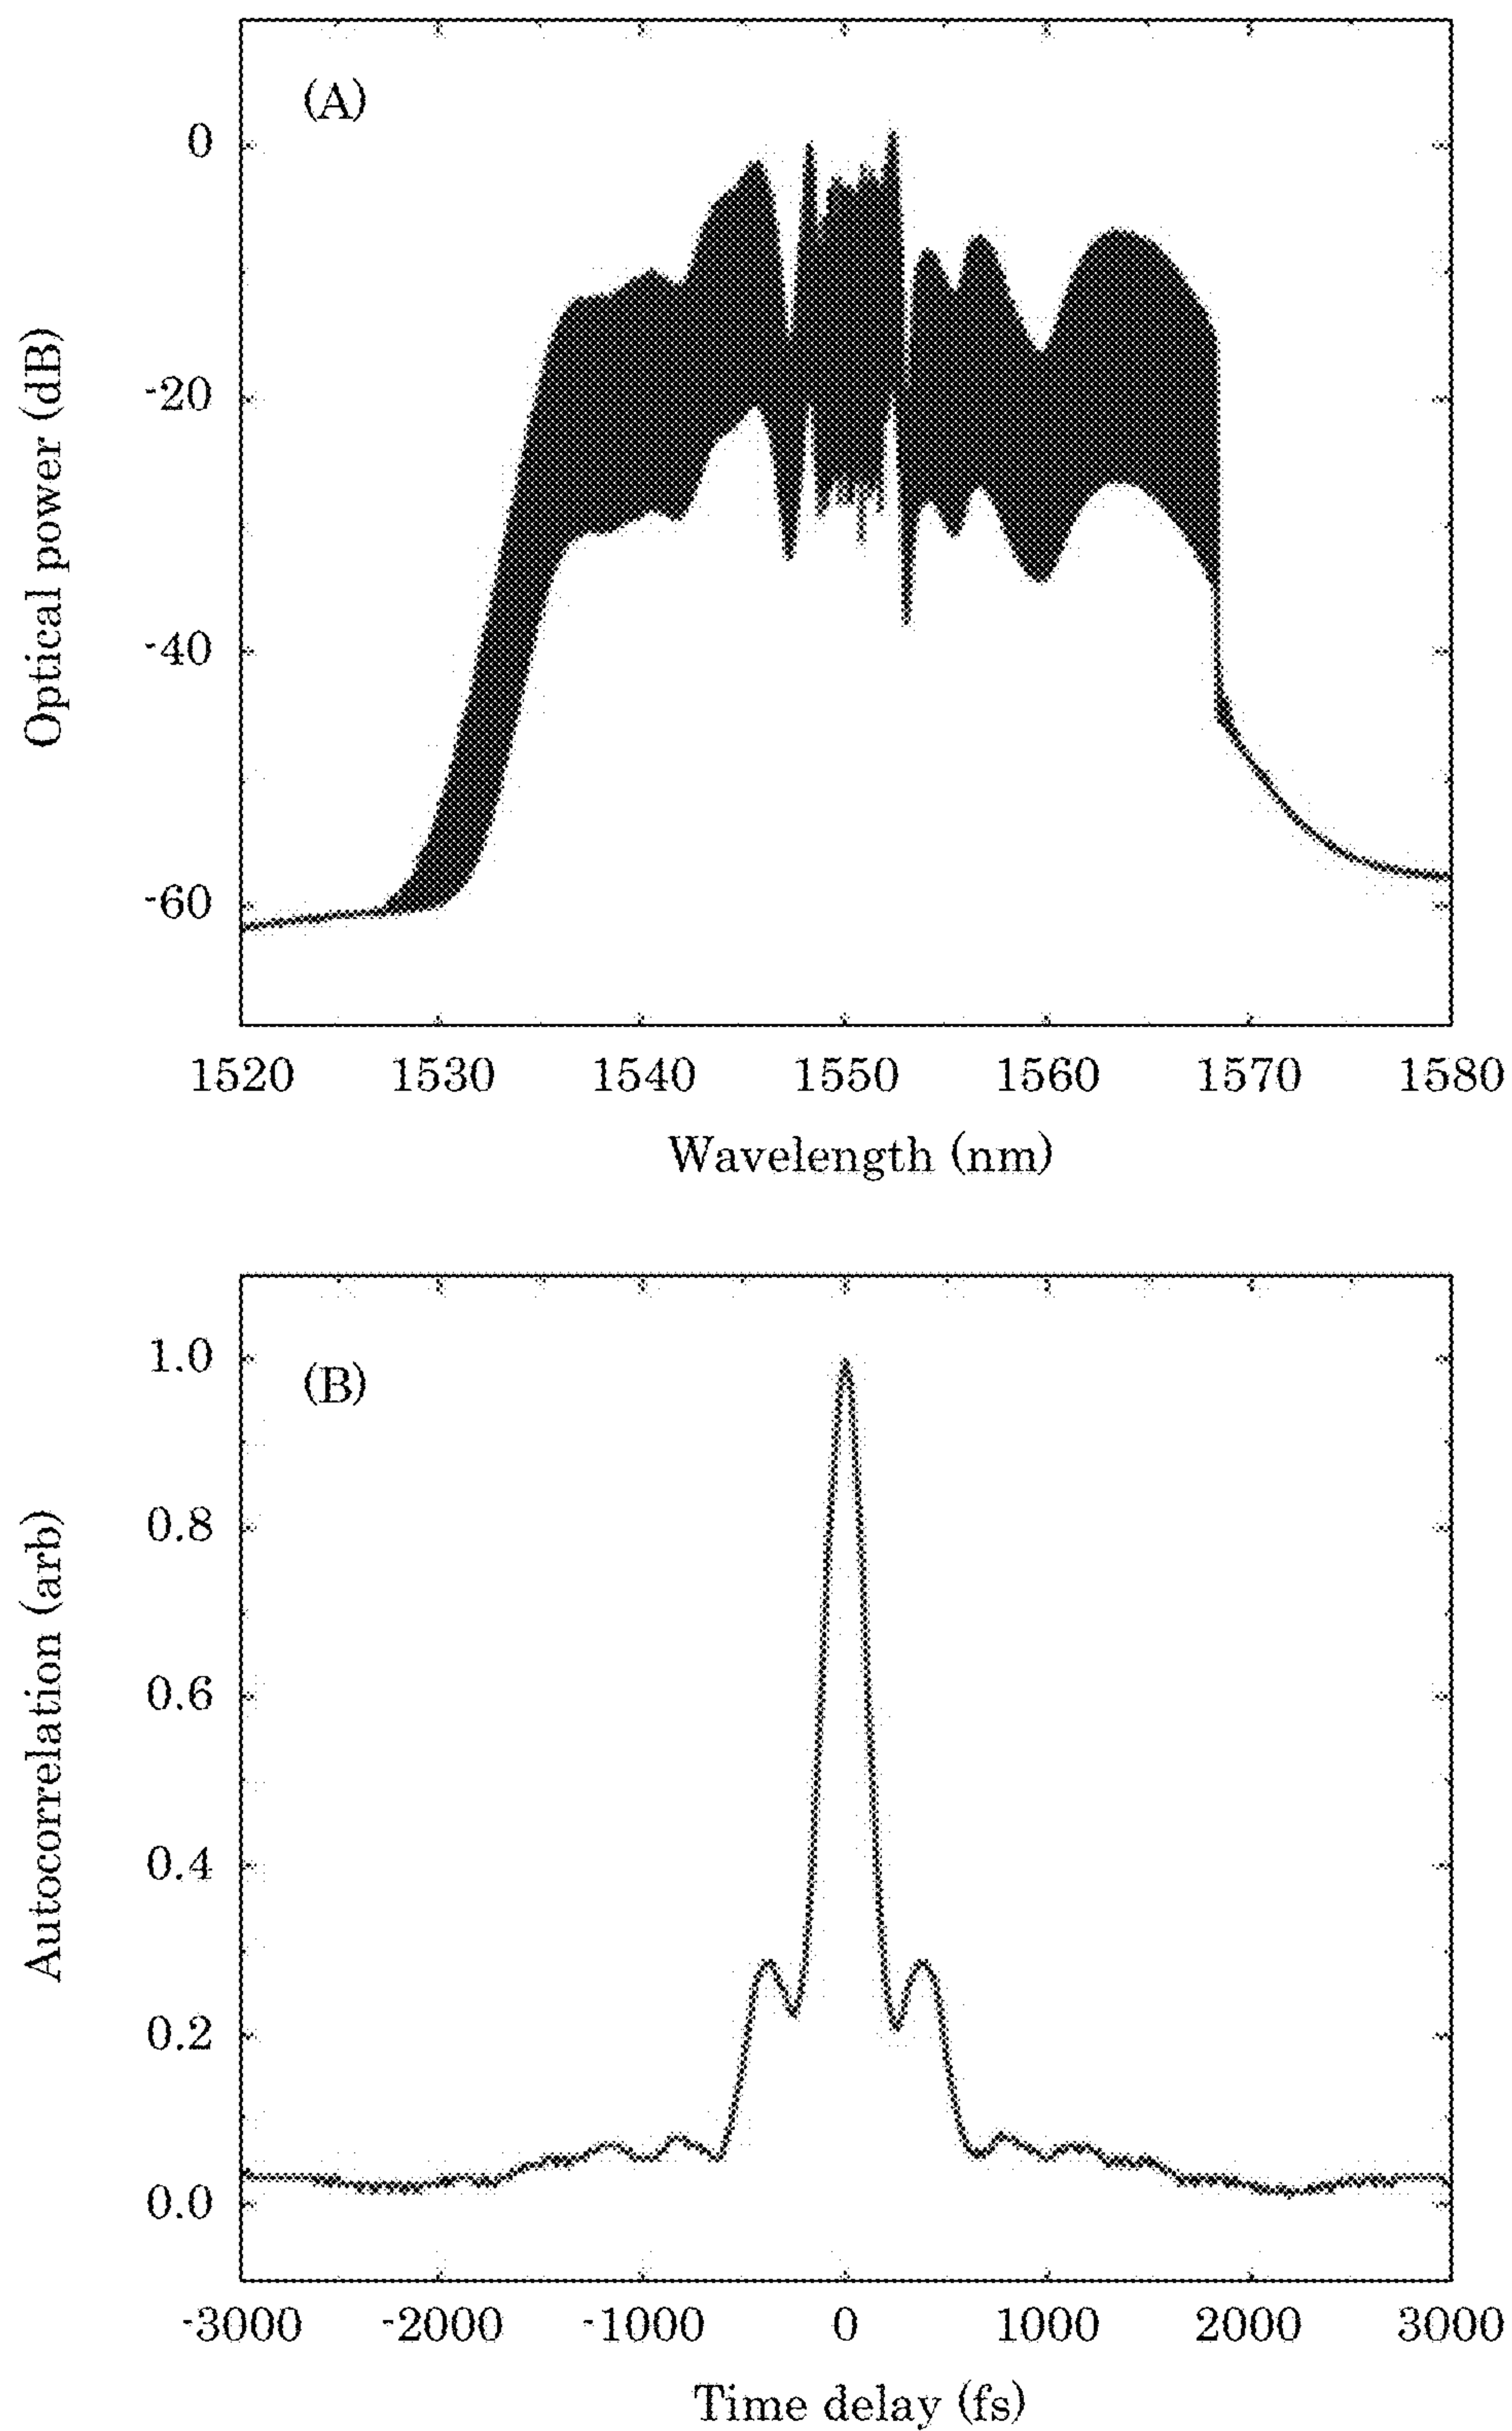 (A)
Optical power (dB)
0
-20
-40
-60
1520 1530 1540 1550 1560 1570 1580
Wavelength (nm)
(B)
Autocorrelation (arb)
1.0
0.8
0.6
0.4
0.2
0.0
-3000 -2000 -1000 0 1000 2000 3000
Time delay (fs)